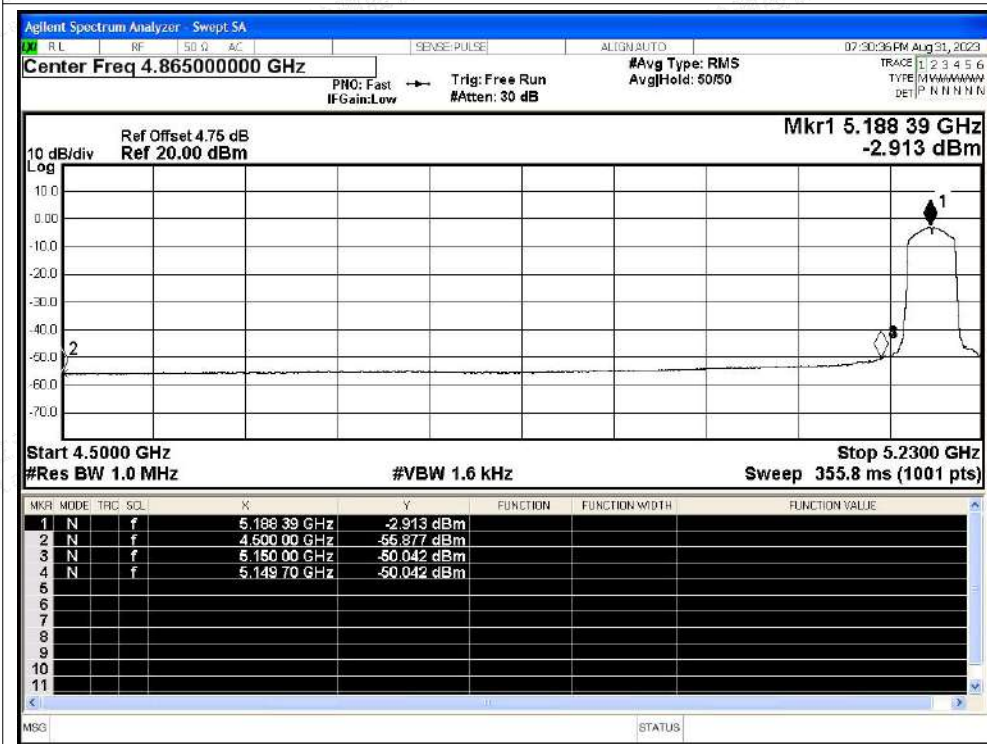 Agilent Spectrum Analyzer - Swept SA
LXI RL RF 50 Ω AC SENSE:PULSE ALIGNAUTO 07:30:36 PM Aug 31, 2023
Center Freq 4.865000000 GHz
PNO: Fast
IFGain:Low
Trig: Free Run
#Atten: 30 dB
#Avg Type: RMS
Avg|Hold: 50/50
TRACE 1 2 3 4 5 6
TYPE M
DET P N N N N N
Ref Offset 4.75 dB
10 dB/div Ref 20.00 dBm
Log
Mkr1 5.188 39 GHz
-2.913 dBm
10.0
0.00
-10.0
-20.0
-30.0
-40.0
-50.0
-60.0
-70.0
1
2
3
Start 4.5000 GHz Stop 5.2300 GHz
#Res BW 1.0 MHz #VBW 1.6 kHz Sweep 355.8 ms (1001 pts)
MKR MODE TRC SCL X Y FUNCTION FUNCTION WIDTH FUNCTION VALUE
1 N f 5.188 39 GHz -2.913 dBm
2 N f 4.500 00 GHz -55.877 dBm
3 N f 5.150 00 GHz -50.042 dBm
4 N f 5.149 70 GHz -50.042 dBm
5
6
7
8
9
10
11
MSG STATUS